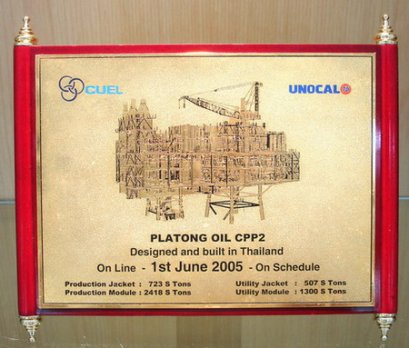 CUEL UNOCAL
PLATONG OIL CPP2
Designed and built in Thailand
On Line - 1st June 2005 - On Schedule
Production Jacket : 723 S Tons Utility Jacket : 507 S Tons
Production Module : 2418 S Tons Utility Module : 1300 S Tons